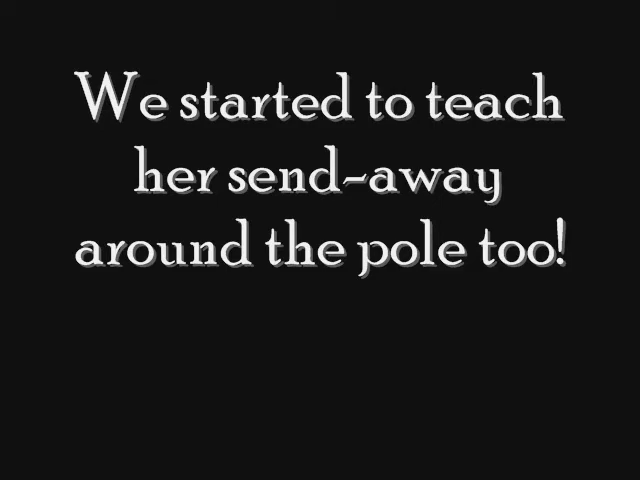 We started to teach
her send-away
around the pole too!